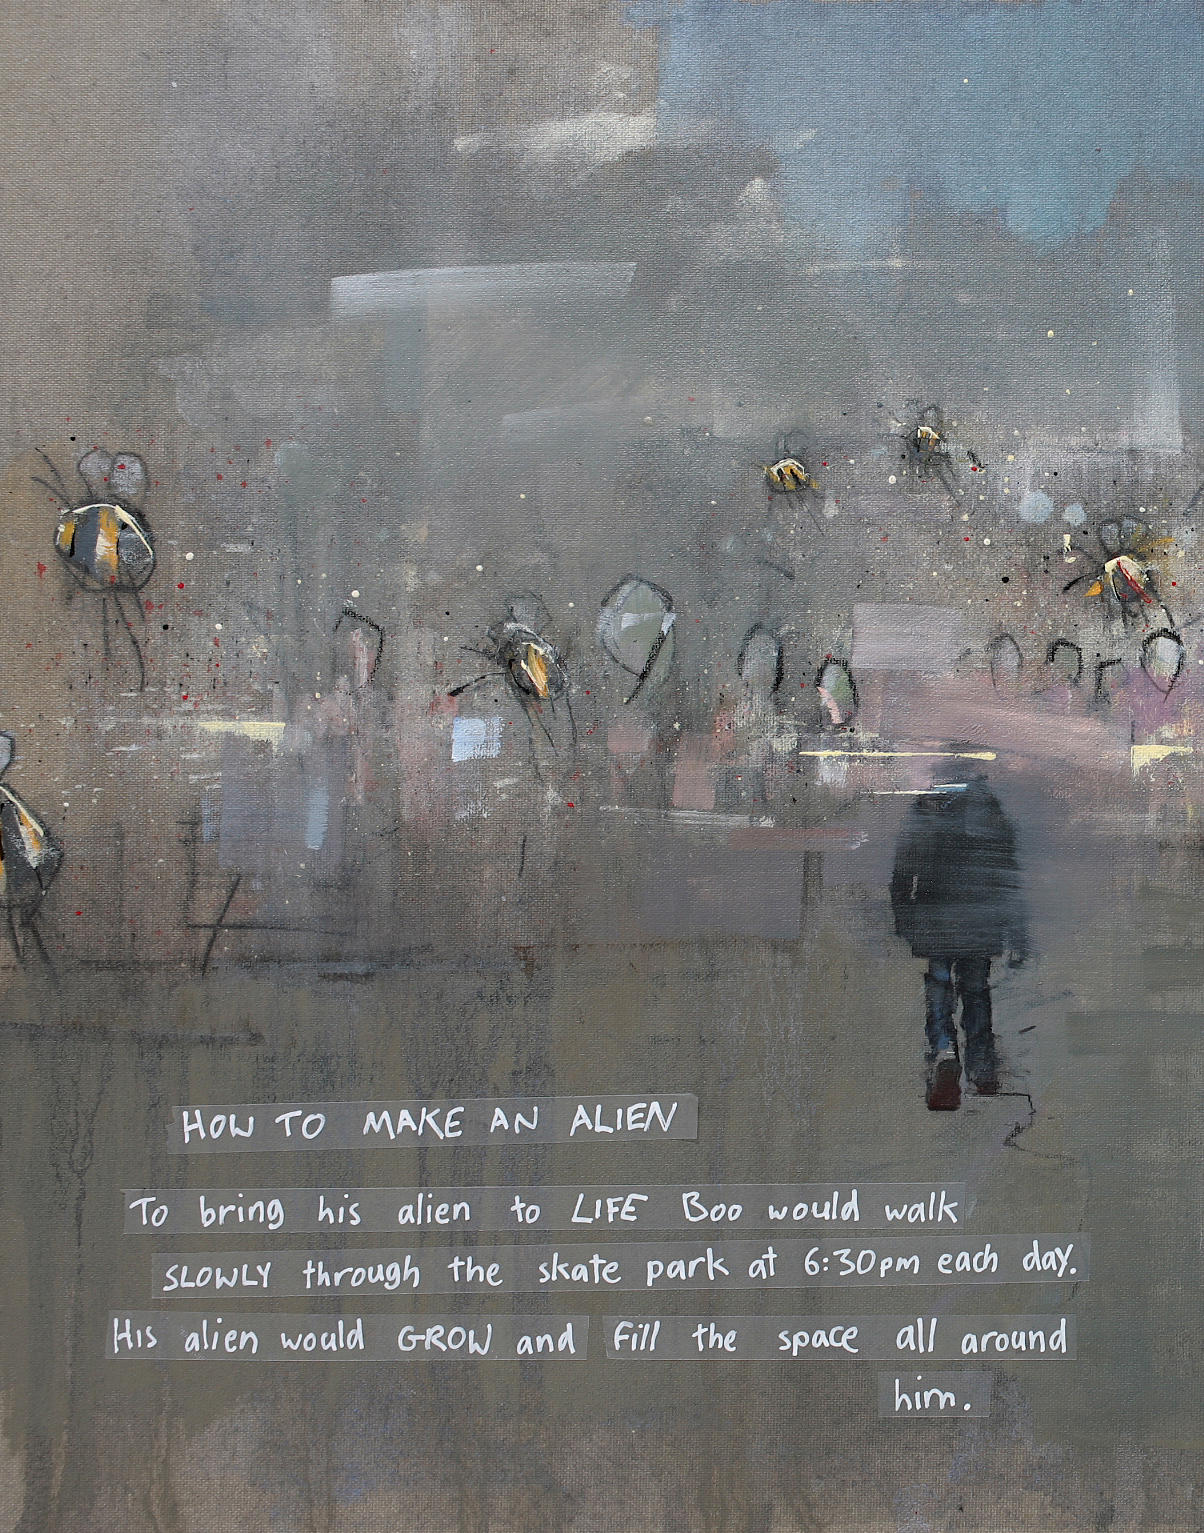 HOW TO MAKE AN ALIEN
To bring his alien to LIFE Boo would walk
SLOWLY through the skate park at 6:30pm each day.
His alien would GROW and fill the space all around
him.